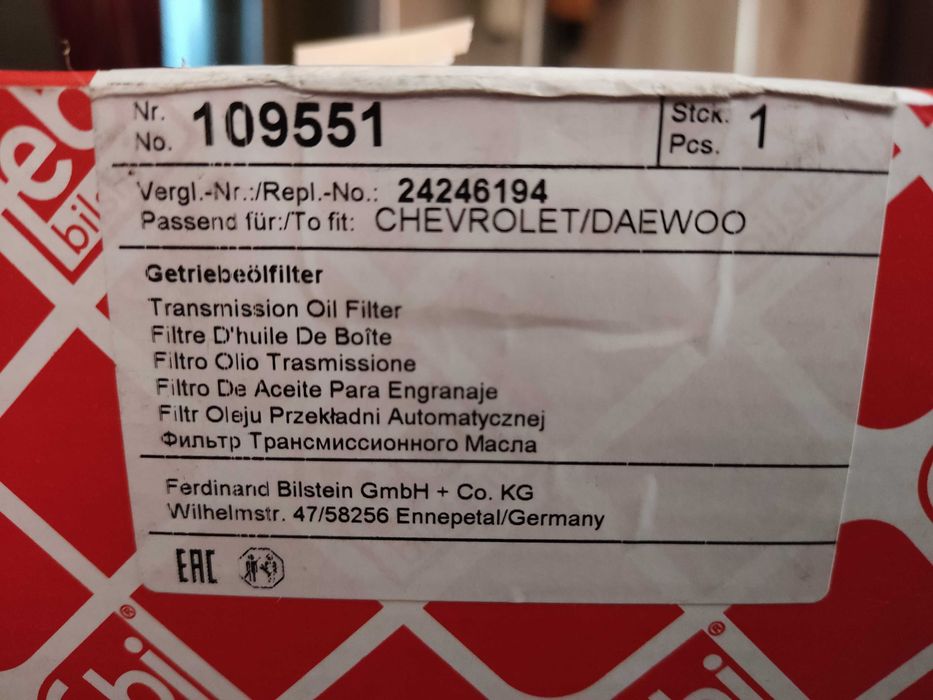 Nr.
No. 109551
Stck.
Pcs. 1
Vergl.-Nr.:/Repl.-No.: 24246194
Passend für:/To fit: CHEVROLET/DAEWOO
Getriebeölfilter
Transmission Oil Filter
Filtre D'huile De Boîte
Filtro Olio Trasmissione
Filtro De Aceite Para Engranaje
Filtr Oleju Przekładni Automatycznej
Фильтр Трансмиссионного Масла
Ferdinand Bilstein GmbH + Co. KG
Wilhelmstr. 47/58256 Ennepetal/Germany
EAC